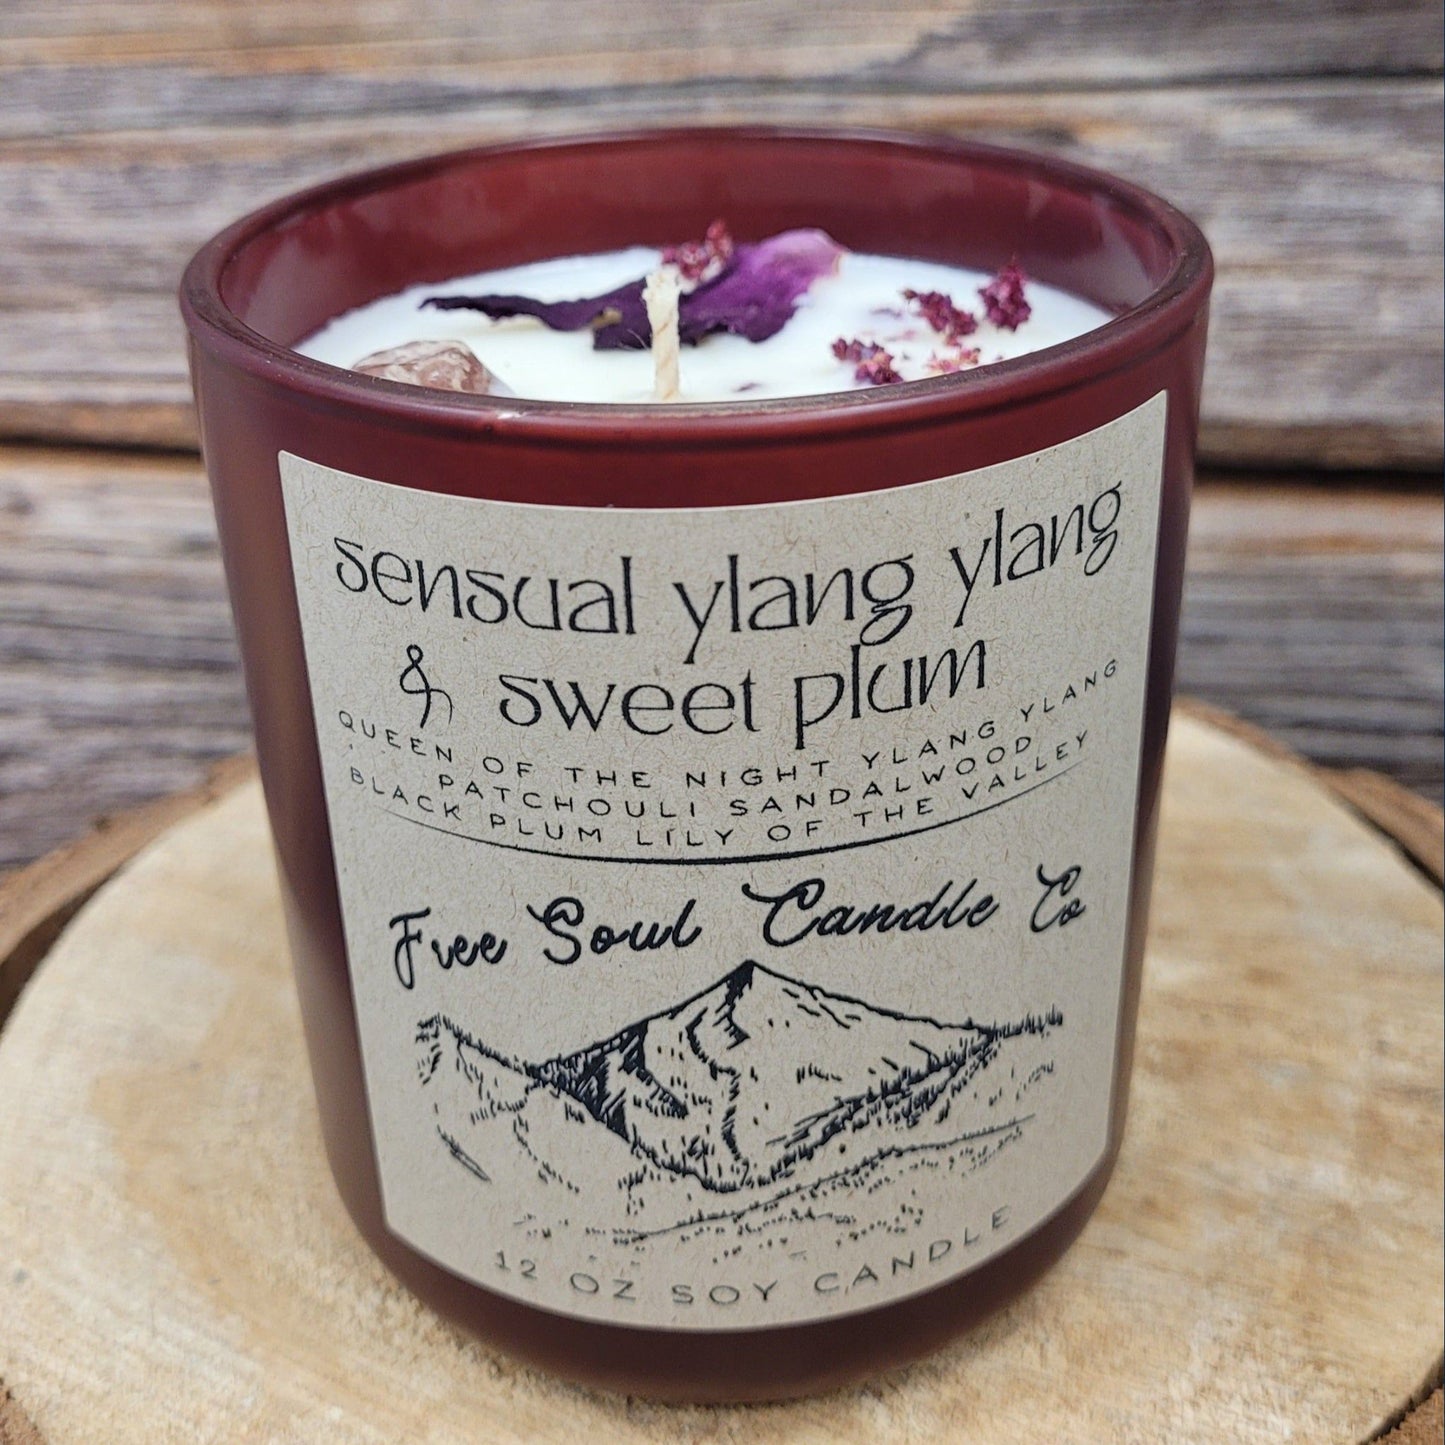 sensual ylang ylang
& sweet plum
QUEEN OF THE NIGHT YLANG YLANG
PATCHOULI SANDALWOOD
BLACK PLUM LILY OF THE VALLEY
Free Soul Candle Co
12 OZ SOY CANDLE